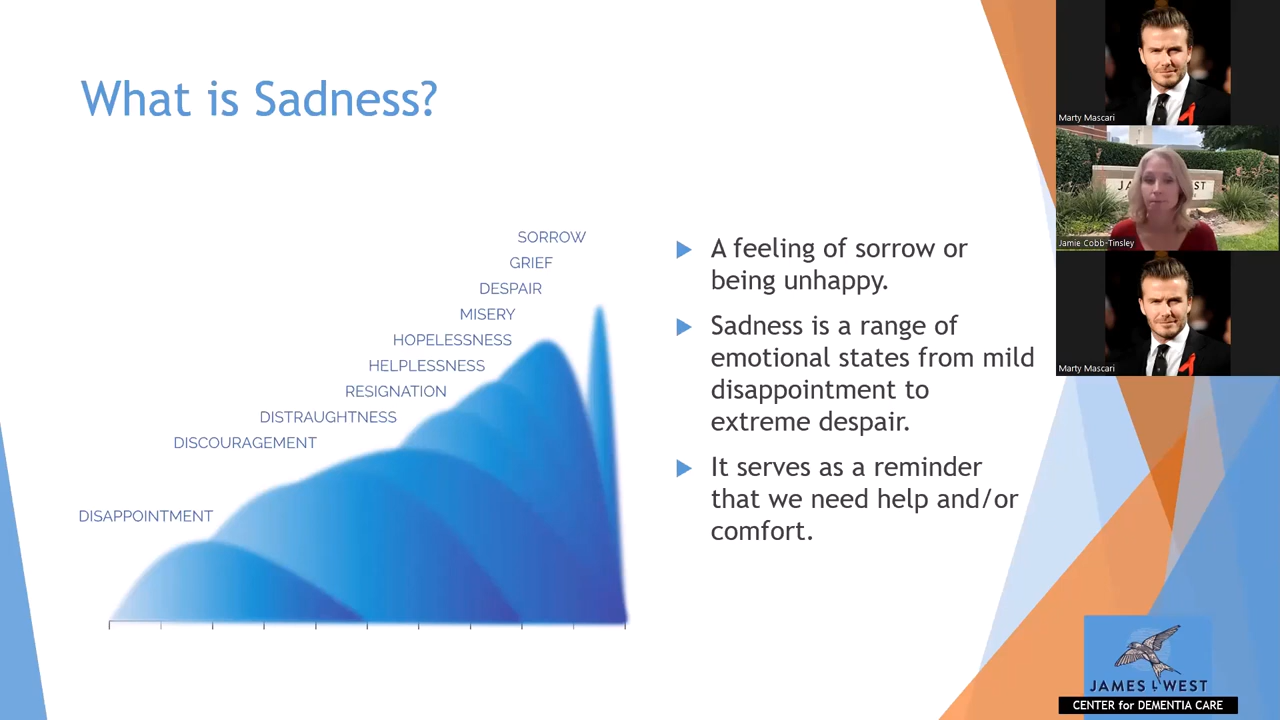 What is Sadness?
SORROW
GRIEF
DESPAIR
MISERY
HOPELESSNESS
HELPLESSNESS
RESIGNATION
DISTRAUGHTNESS
DISCOURAGEMENT
DISAPPOINTMENT
A feeling of sorrow or
being unhappy.
Sadness is a range of
emotional states from mild
disappointment to
extreme despair.
It serves as a reminder
that we need help and/or
comfort.
Marty Mascari
Jamie Cobb-Tinsley
Marty Mascari
JAMES L WEST
CENTER for DEMENTIA CARE